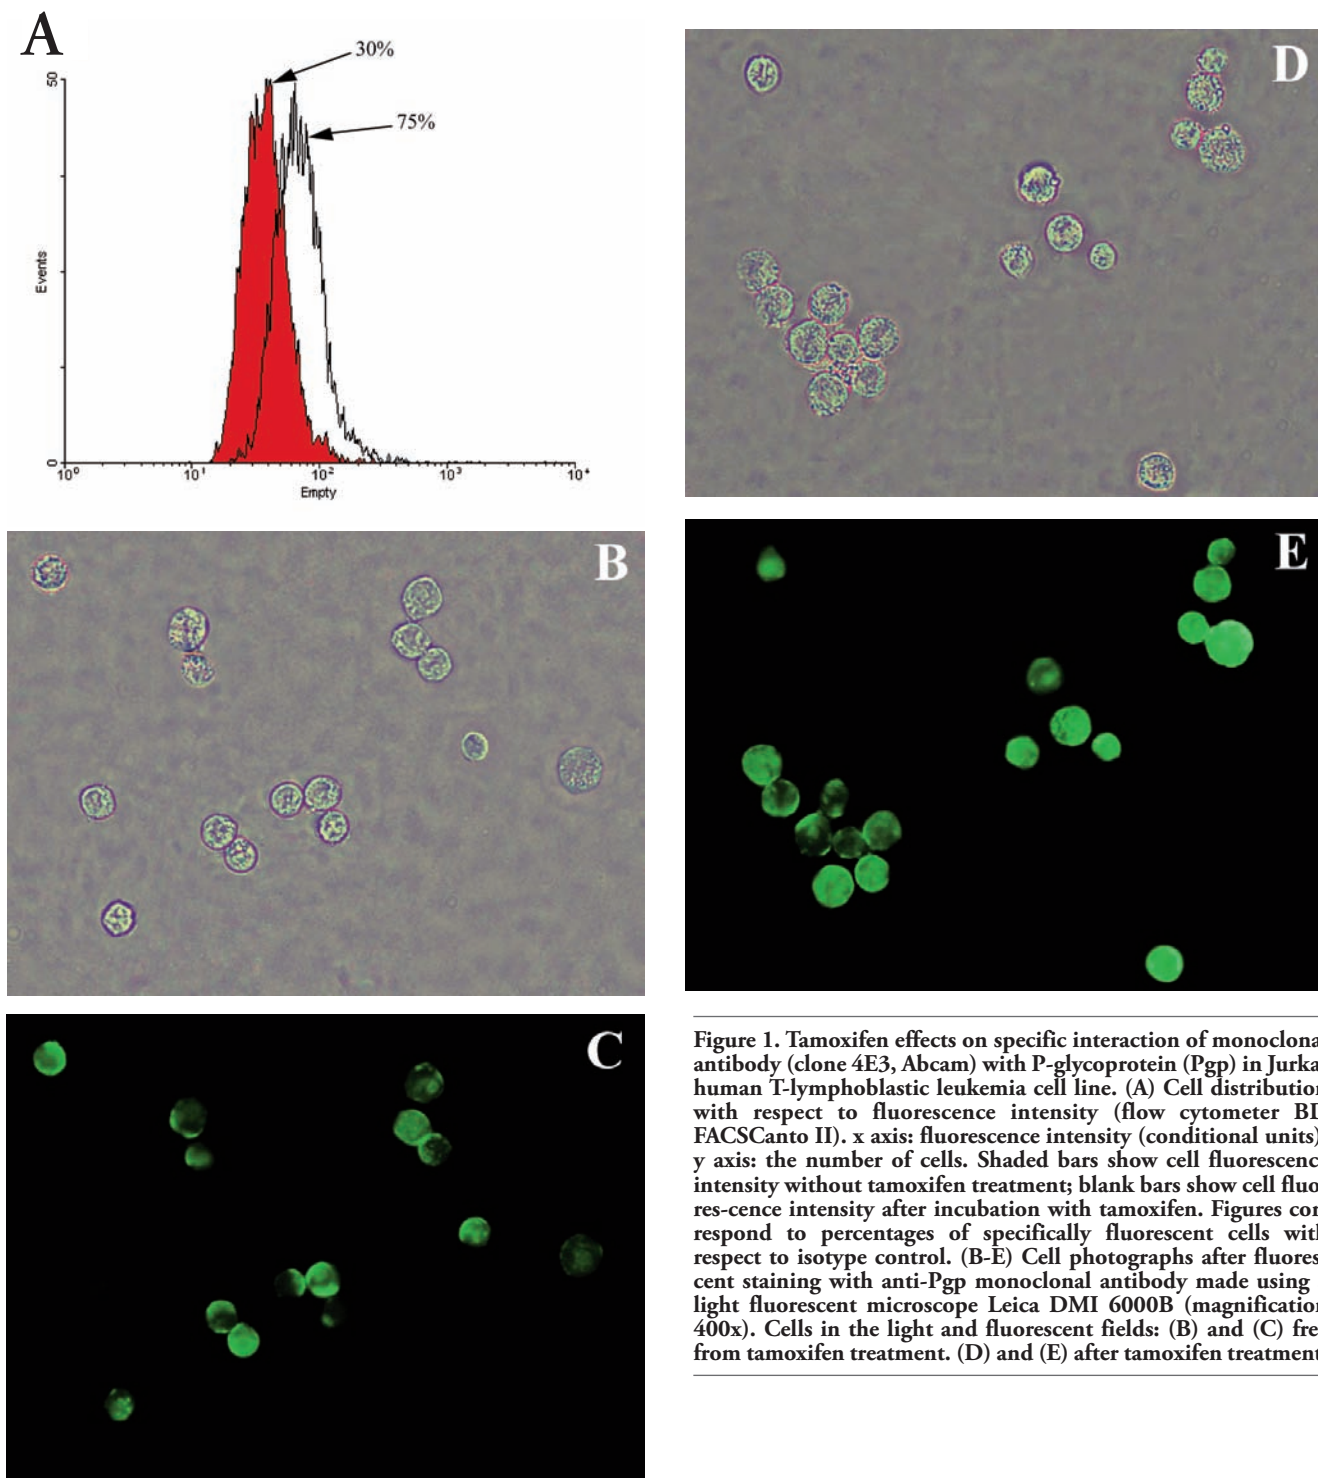 A
30%
75%
50
Events
0
10⁰ 10¹ 10² 10³ 10⁴
Empty
B
C
D
E
Figure 1. Tamoxifen effects on specific interaction of monoclona
antibody (clone 4E3, Abcam) with P-glycoprotein (Pgp) in Jurka
human T-lymphoblastic leukemia cell line. (A) Cell distribution
with respect to fluorescence intensity (flow cytometer BD
FACSCanto II). x axis: fluorescence intensity (conditional units)
y axis: the number of cells. Shaded bars show cell fluorescenc
intensity without tamoxifen treatment; blank bars show cell fluo
res-cence intensity after incubation with tamoxifen. Figures cor
respond to percentages of specifically fluorescent cells with
respect to isotype control. (B-E) Cell photographs after fluores
cent staining with anti-Pgp monoclonal antibody made using
light fluorescent microscope Leica DMI 6000B (magnification
400x). Cells in the light and fluorescent fields: (B) and (C) fre
from tamoxifen treatment. (D) and (E) after tamoxifen treatment